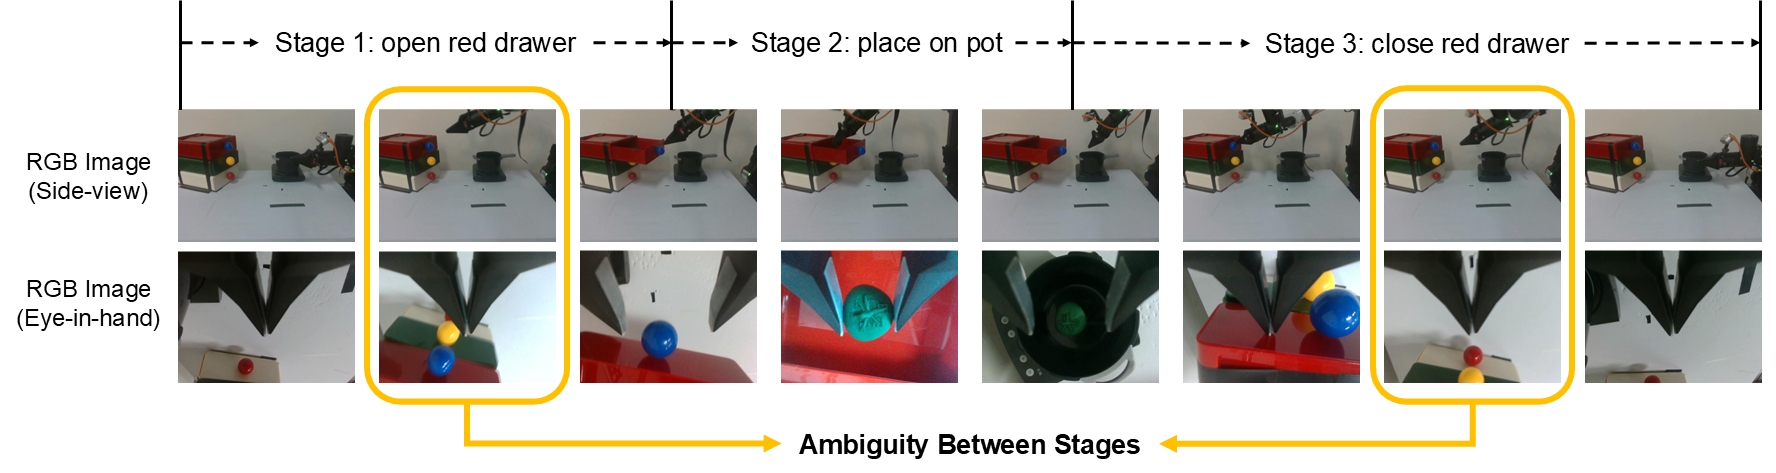 Stage 1: open red drawer
Stage 2: place on pot
Stage 3: close red drawer
RGB Image
(Side-view)
RGB Image
(Eye-in-hand)
Ambiguity Between Stages